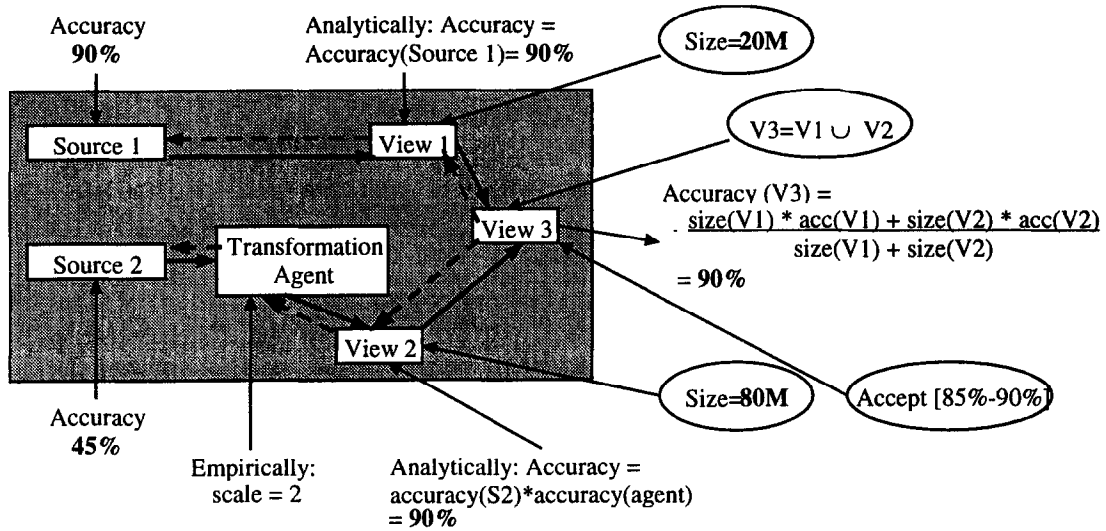 Accuracy
90%
Analytically: Accuracy =
Accuracy(Source 1)= 90%
Size=20M
Source 1
View 1
V3=V1 ∪ V2
Accuracy (V3) =
size(V1) * acc(V1) + size(V2) * acc(V2)
size(V1) + size(V2)
= 90%
View 3
Source 2
Transformation
Agent
View 2
Size=80M
Accept [85%-90%]
Accuracy
45%
Empirically:
scale = 2
Analytically: Accuracy =
accuracy(S2)*accuracy(agent)
= 90%